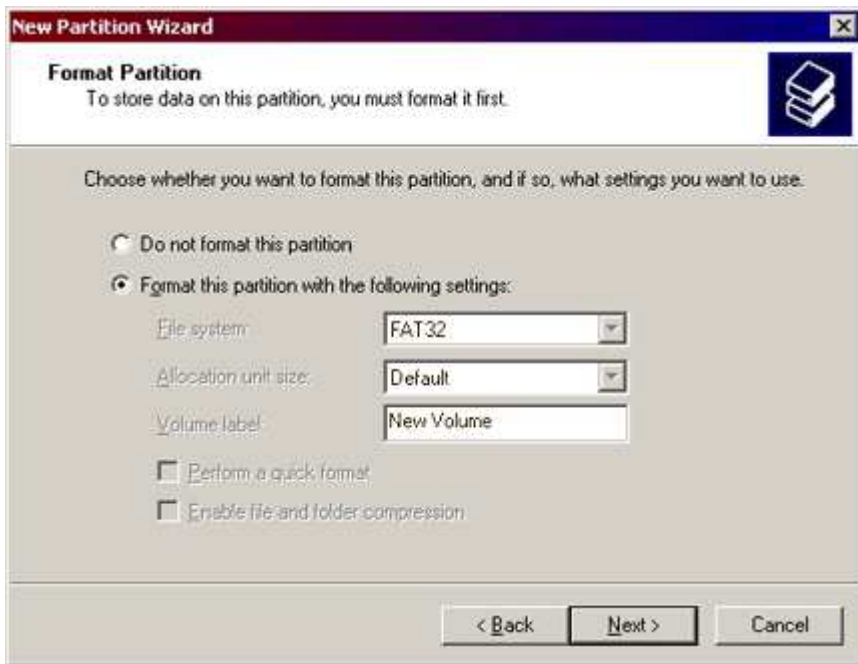 New Partition Wizard
Format Partition
To store data on this partition, you must format it first.
Choose whether you want to format this partition, and if so, what settings you want to use.
Do not format this partition
Format this partition with the following settings:
File system: FAT32
Allocation unit size: Default
Volume label New Volume
Perform a quick format
Enable file and folder compression
< Back Next > Cancel